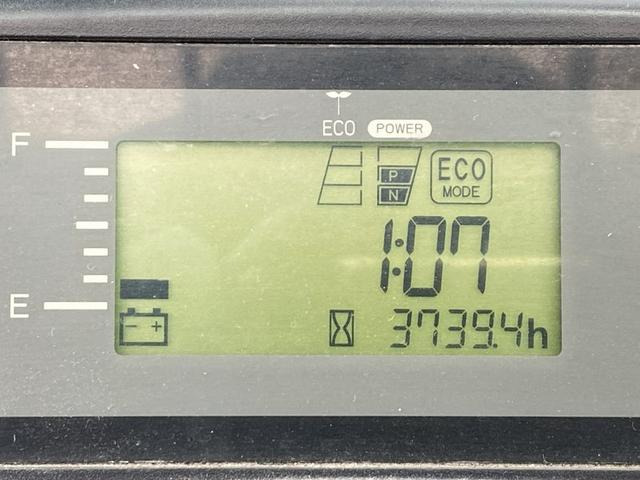 ECO POWER
F
P
N
ECO
MODE
1:07
E
- +
3739.4h